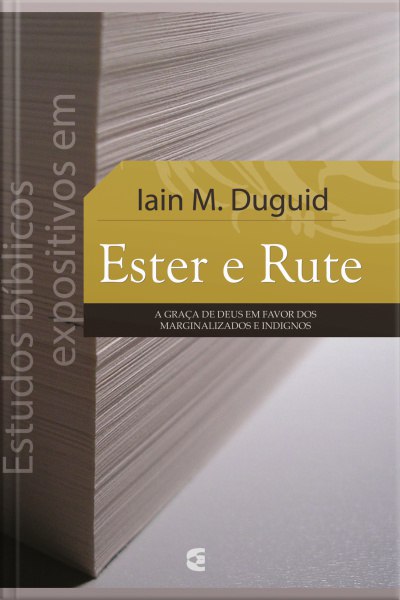 Estudos bíblicos
expositivos em
Iain M. Duguid
Ester e Rute
A GRAÇA DE DEUS EM FAVOR DOS
MARGINALIZADOS E INDIGNOS